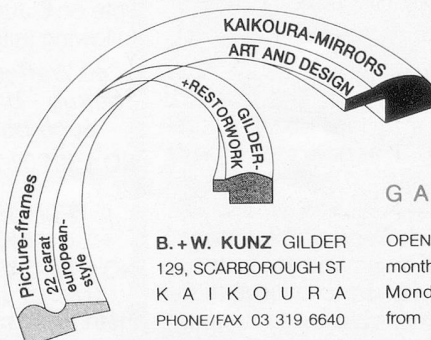 KAIKOURA-MIRRORS
ART AND DESIGN
GILDER-
+RESTORWORK
Picture-frames
22 carat
european-
style
B.+W. KUNZ GILDER
129, SCARBOROUGH ST
KAIKOURA
PHONE/FAX 03 319 6640
GA
OPEN
month
Mond
from